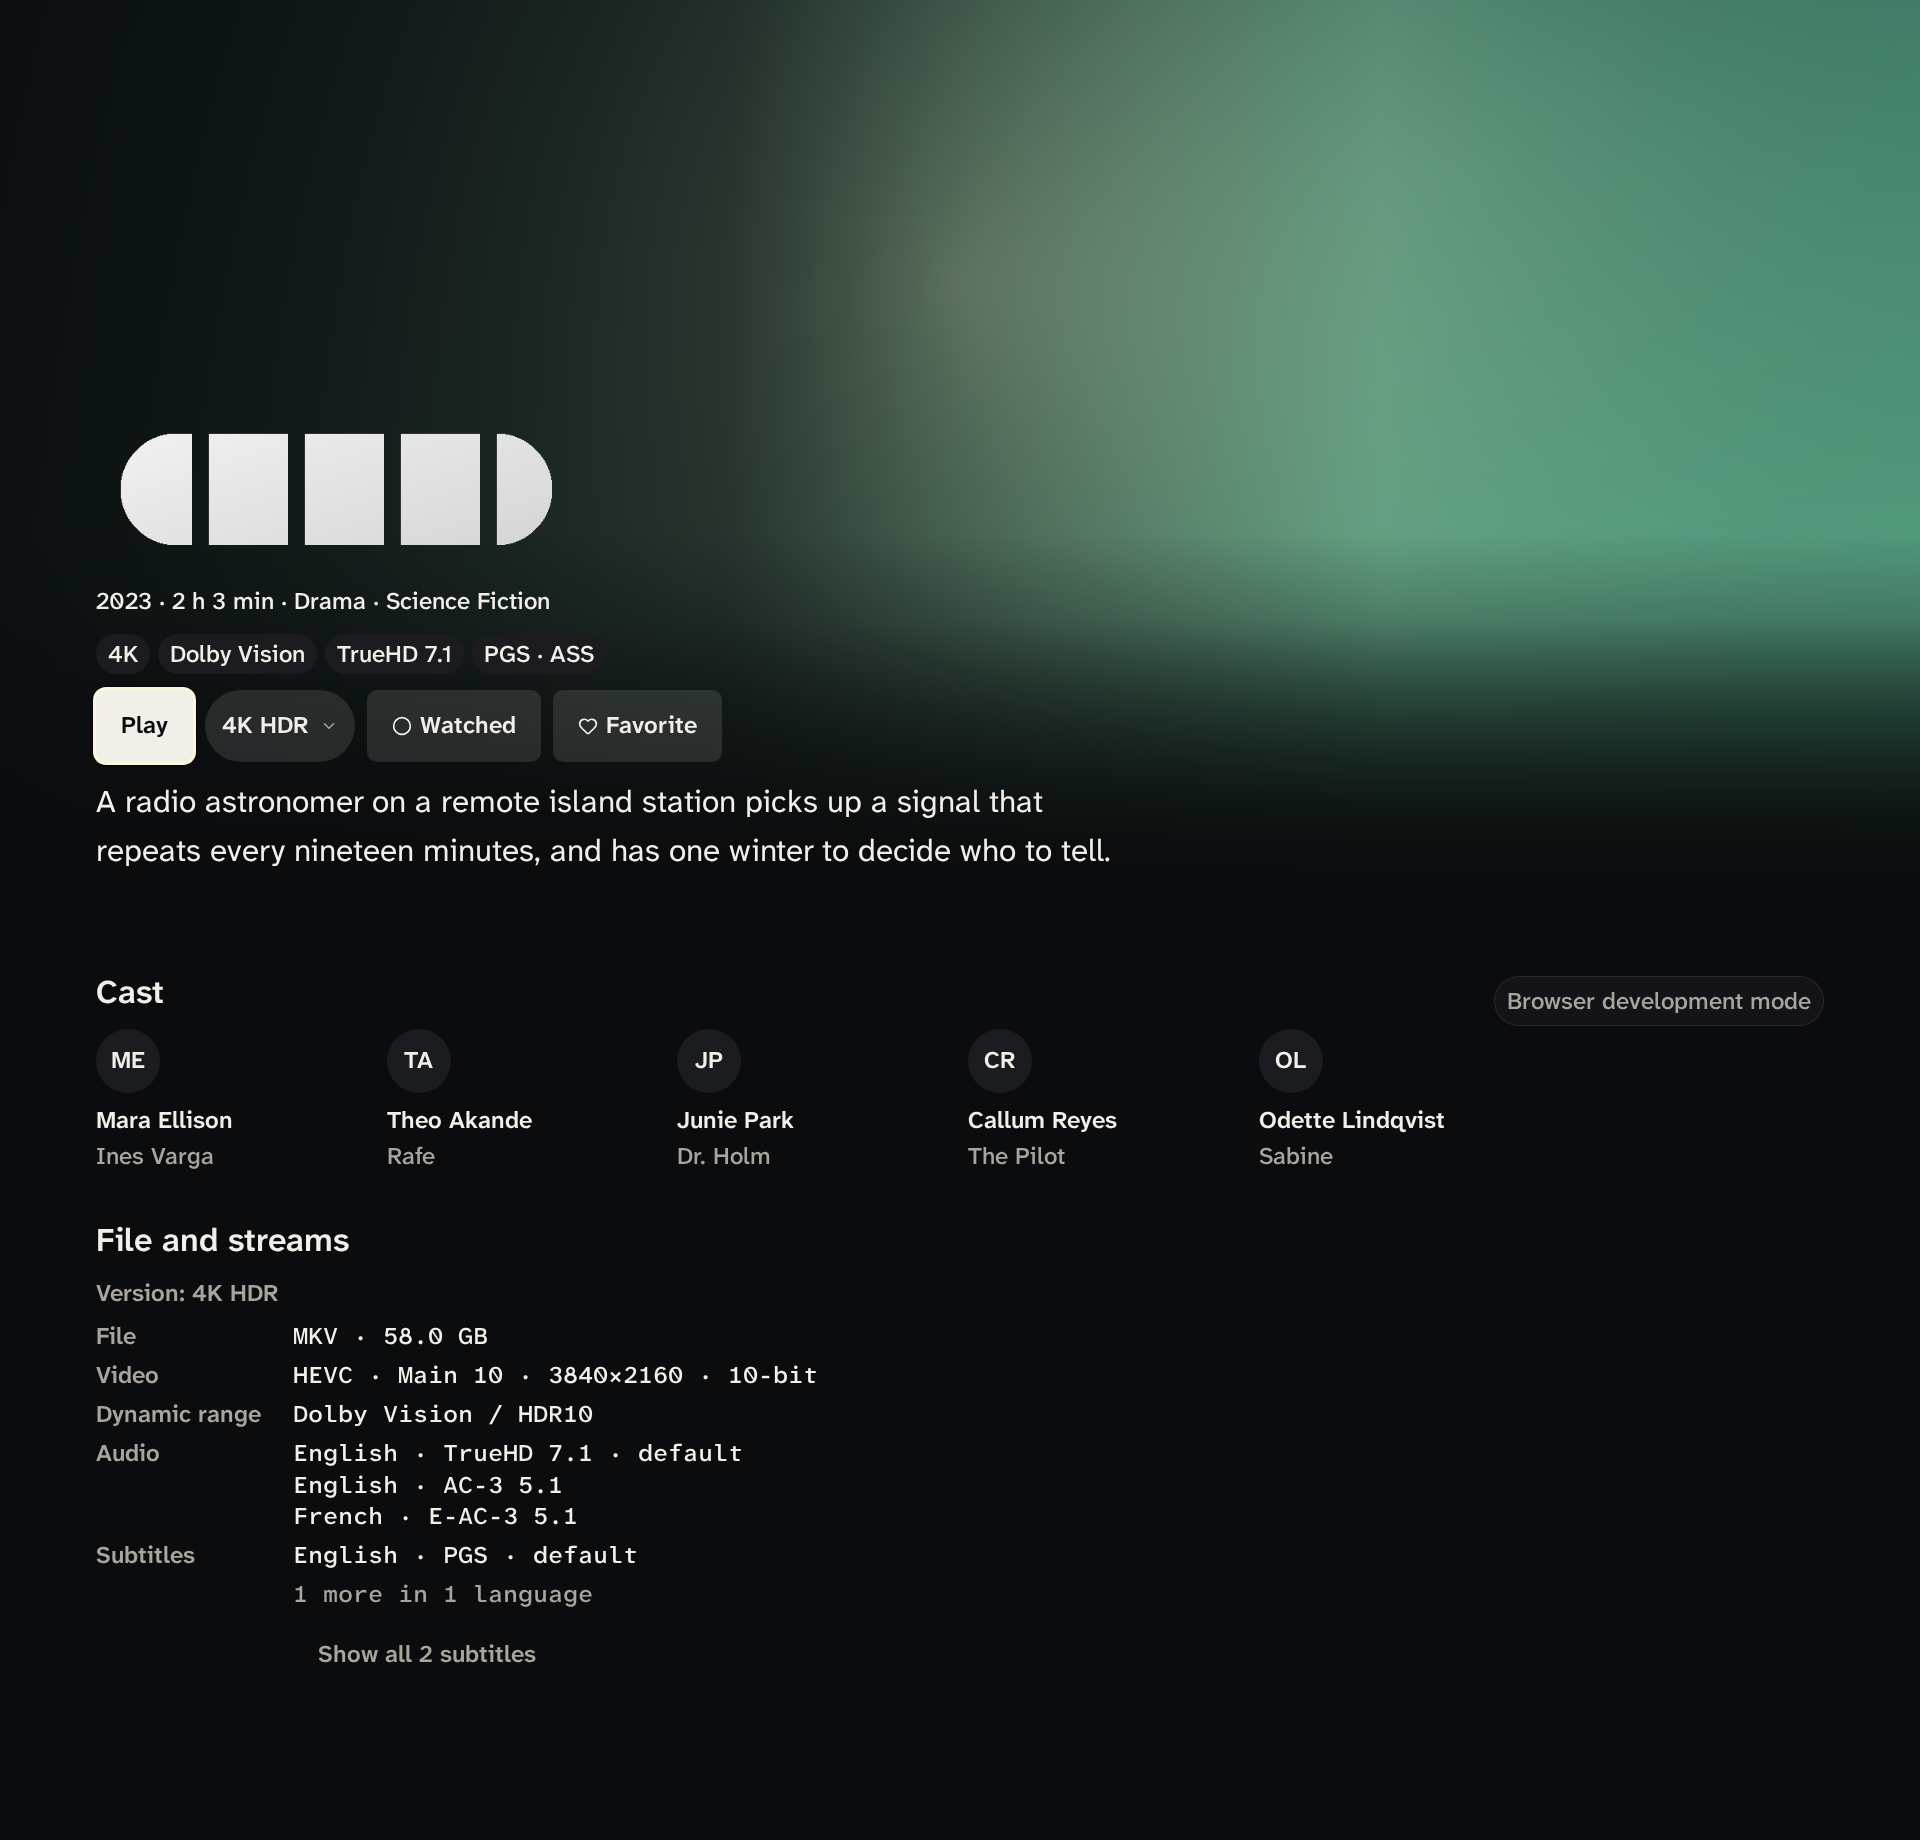 2023 · 2 h 3 min · Drama · Science Fiction
4K Dolby Vision TrueHD 7.1 PGS · ASS
Play 4K HDR Watched Favorite
A radio astronomer on a remote island station picks up a signal that
repeats every nineteen minutes, and has one winter to decide who to tell.
Cast
Browser development mode
ME TA JP CR OL
Mara Ellison Theo Akande Junie Park Callum Reyes Odette Lindqvist
Ines Varga Rafe Dr. Holm The Pilot Sabine
File and streams
Version: 4K HDR
File MKV · 58.0 GB
Video HEVC · Main 10 · 3840×2160 · 10-bit
Dynamic range Dolby Vision / HDR10
Audio English · TrueHD 7.1 · default
English · AC-3 5.1
French · E-AC-3 5.1
Subtitles English · PGS · default
1 more in 1 language
Show all 2 subtitles